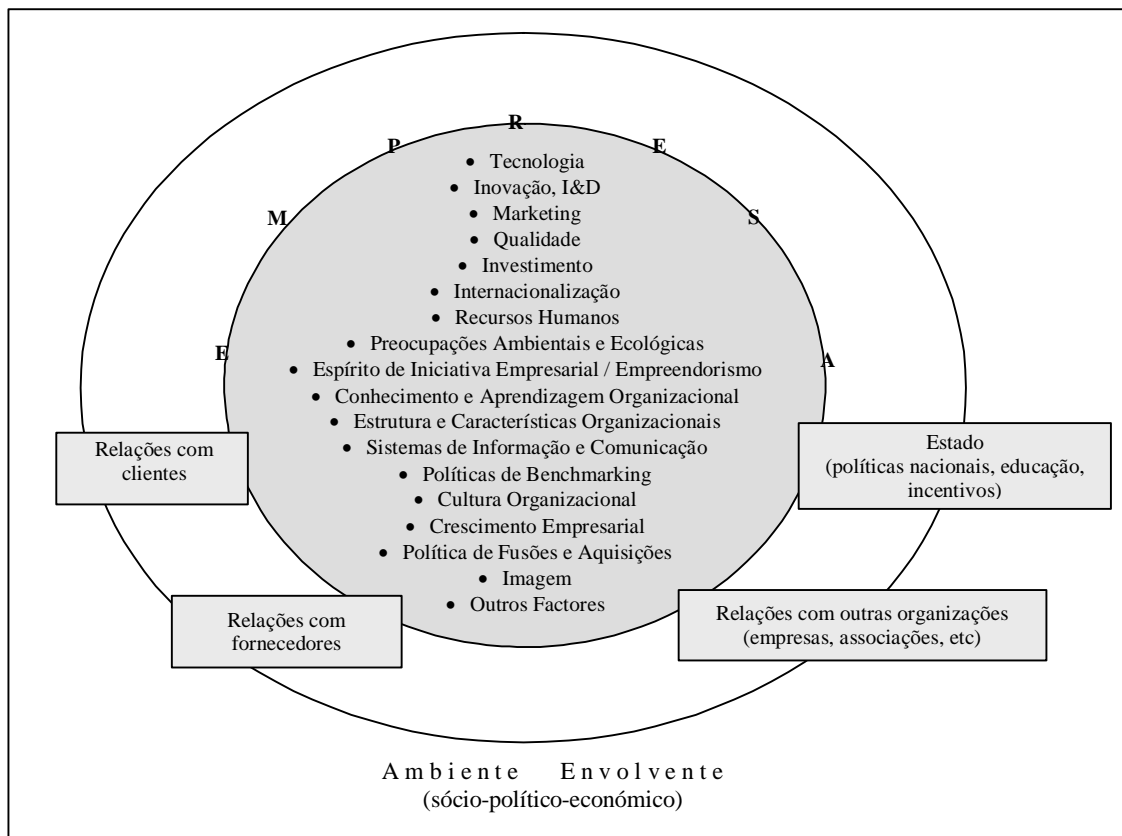 E M P R E S A
• Tecnologia
• Inovação, I&D
• Marketing
• Qualidade
• Investimento
• Internacionalização
• Recursos Humanos
• Preocupações Ambientais e Ecológicas
• Espírito de Iniciativa Empresarial / Empreendorismo
• Conhecimento e Aprendizagem Organizacional
• Estrutura e Características Organizacionais
• Sistemas de Informação e Comunicação
• Políticas de Benchmarking
• Cultura Organizacional
• Crescimento Empresarial
• Política de Fusões e Aquisições
• Imagem
• Outros Factores
Relações com
clientes
Estado
(políticas nacionais, educação,
incentivos)
Relações com
fornecedores
Relações com outras organizações
(empresas, associações, etc)
Ambiente Envolvente
(sócio-político-económico)